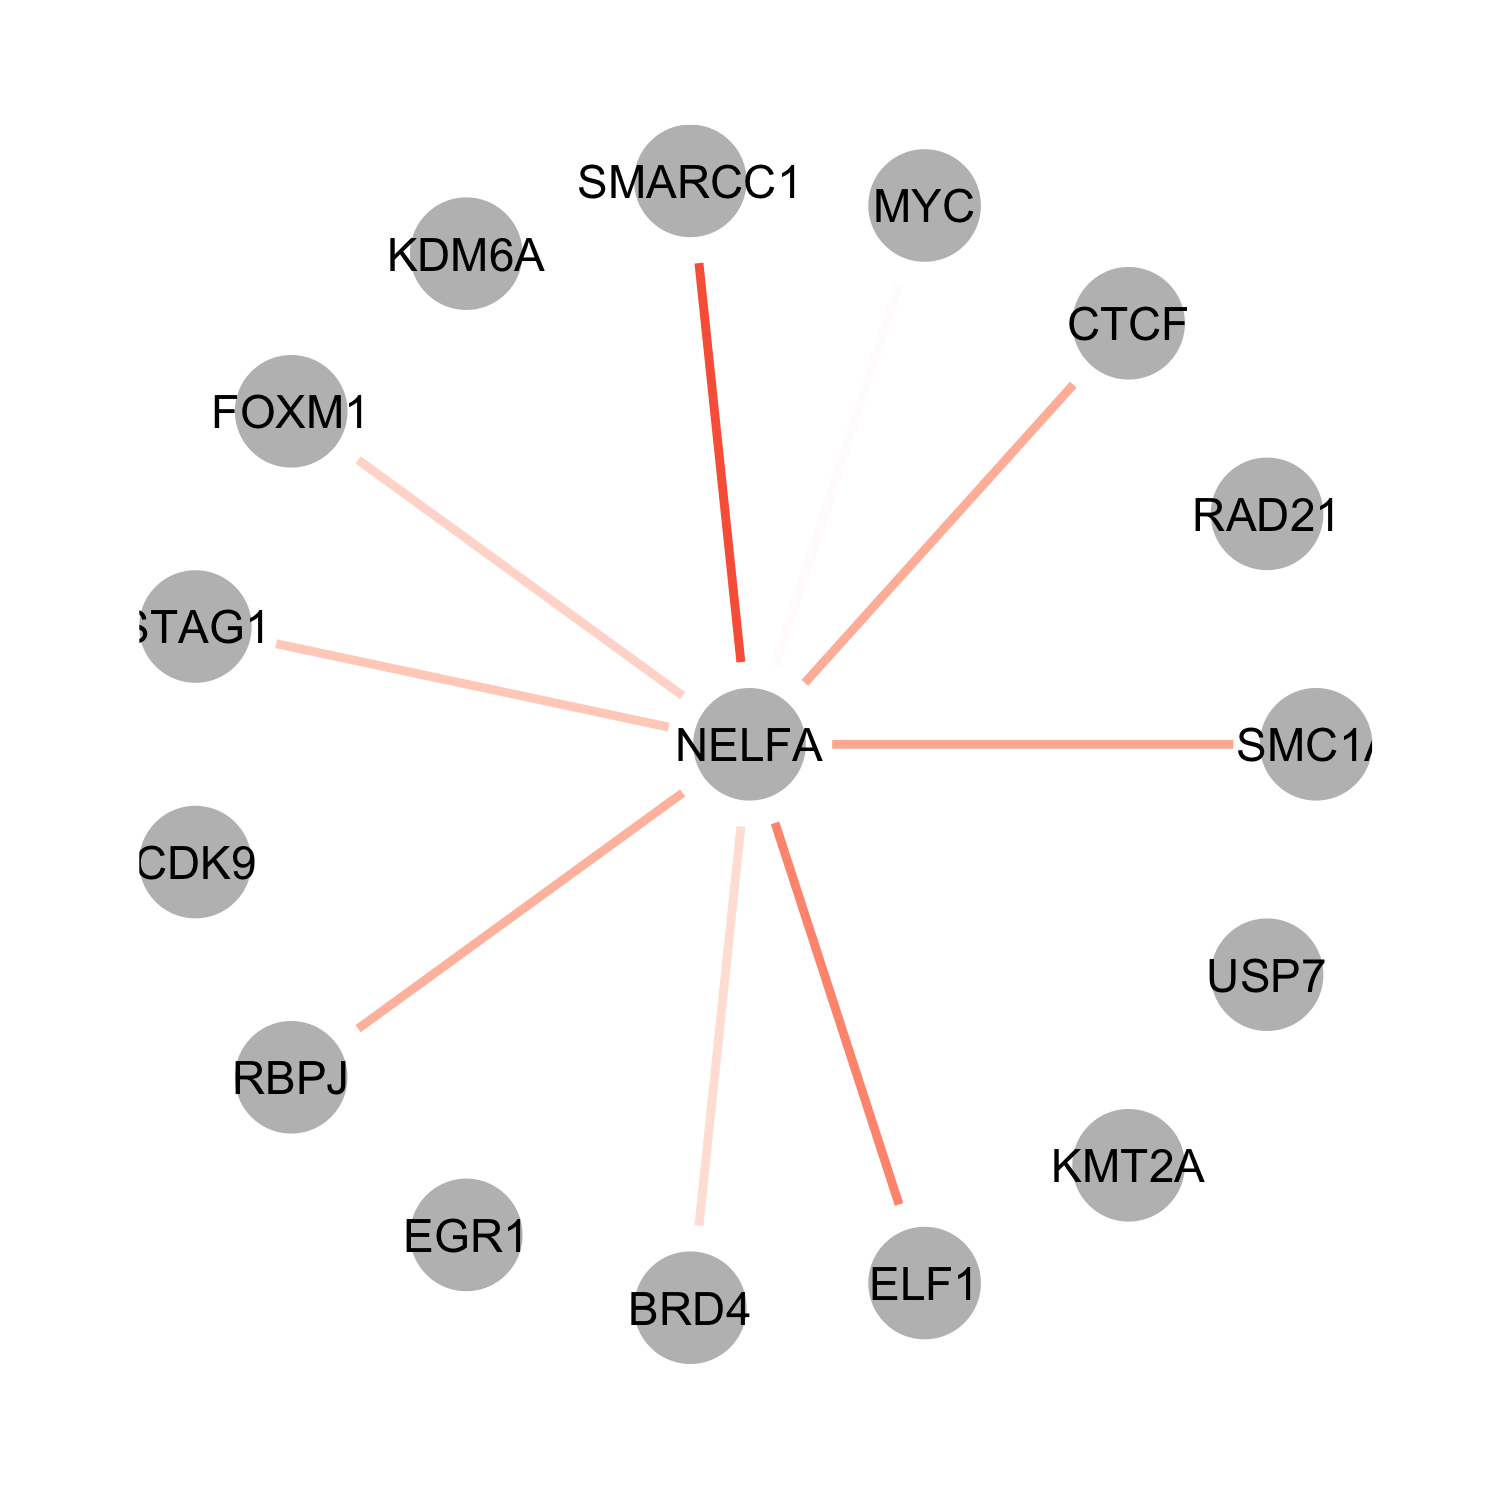 SMARCC1
MYC
KDM6A
CTCF
FOXM1
RAD21
STAG1
NELFA
SMC1A
CDK9
USP7
RBPJ
KMT2A
EGR1
ELF1
BRD4